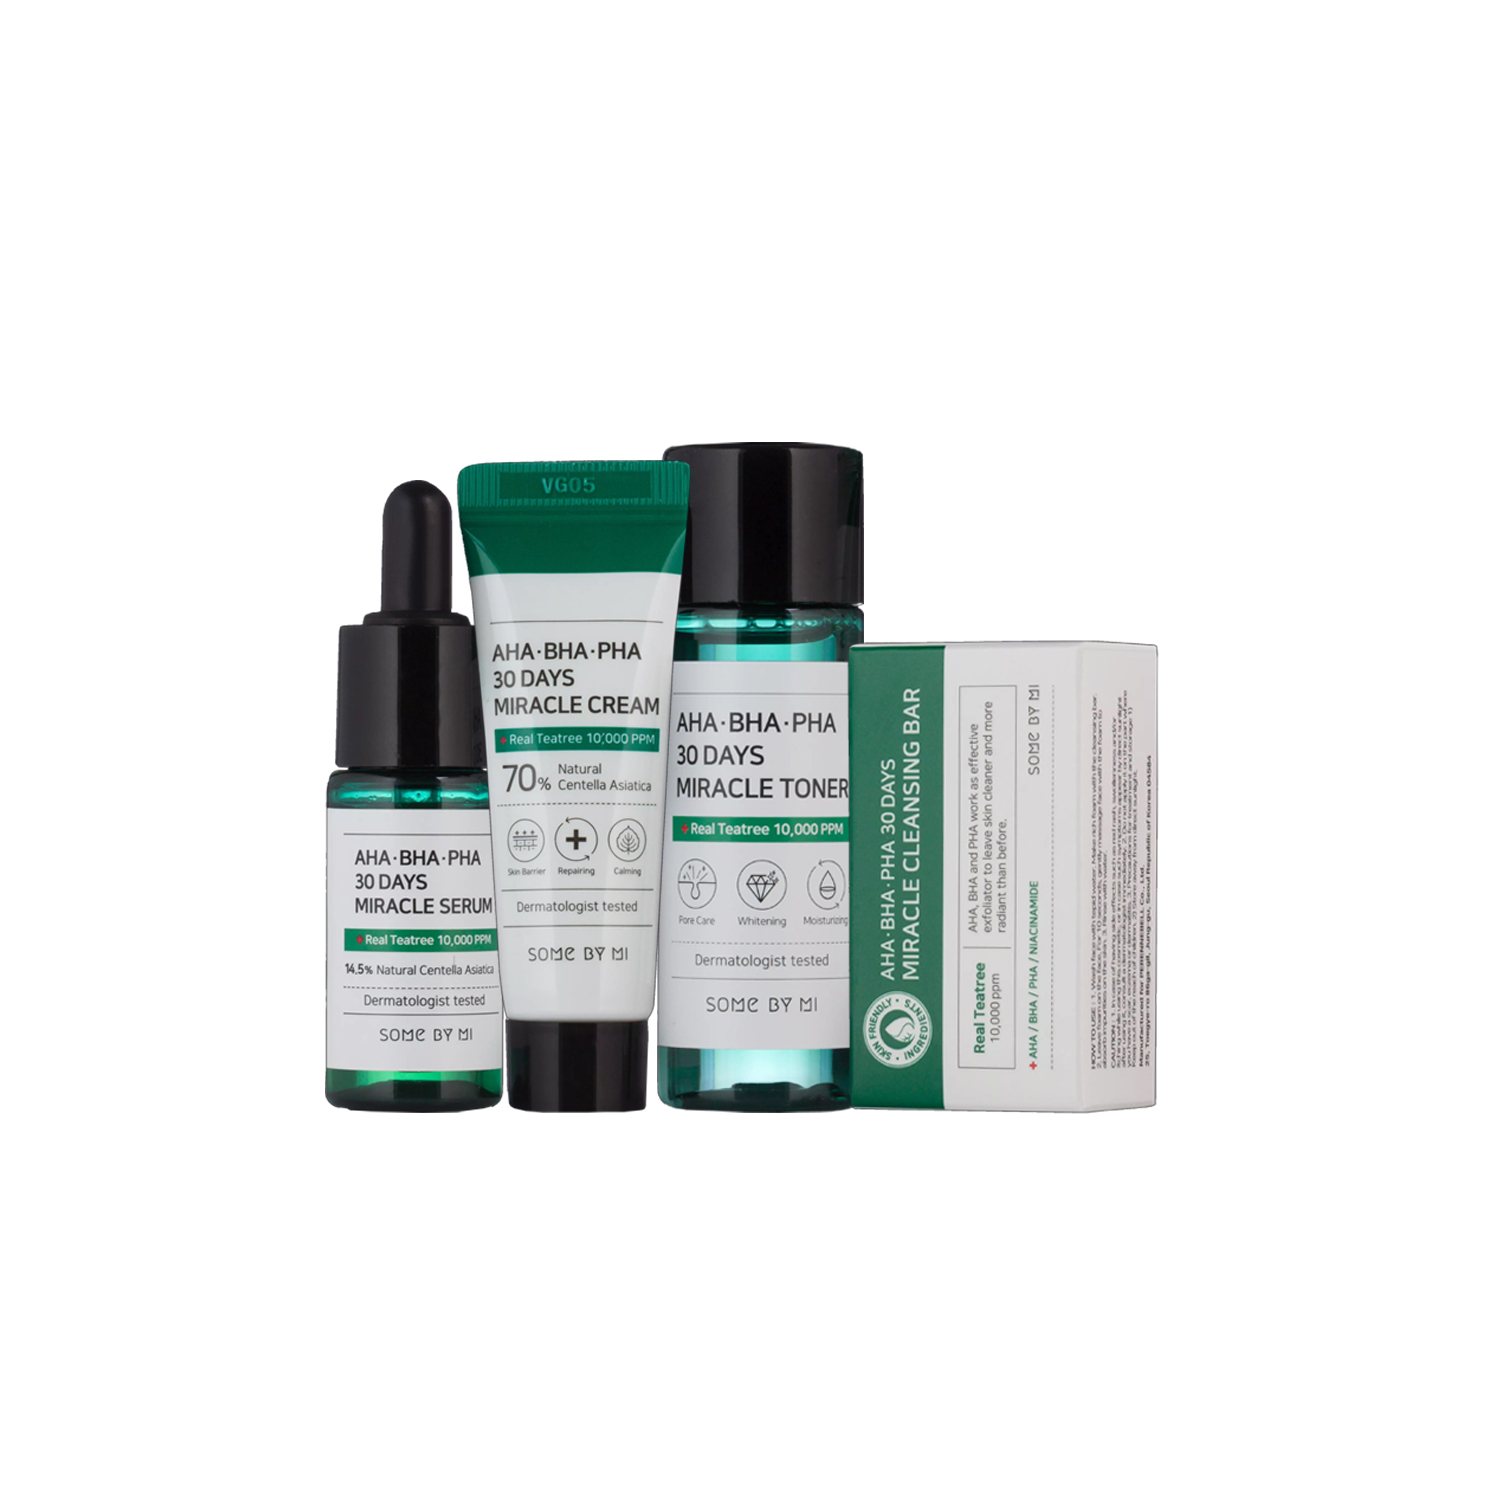 AHA·BHA·PHA
30 DAYS
MIRACLE SERUM
+ Real Teatree 10,000 PPM
14.5% Natural Centella Asiatica
Dermatologist tested
SOME BY MI
VG05
AHA·BHA·PHA
30 DAYS
MIRACLE CREAM
+ Real Teatree 10,000 PPM
70% Natural
Centella Asiatica
Skin Barrier
Repairing
Calming
Dermatologist tested
SOME BY MI
AHA·BHA·PHA
30 DAYS
MIRACLE TONER
+ Real Teatree 10,000 PPM
Pore Care
Whitening
Moisturizing
Dermatologist tested
SOME BY MI
AHA·BHA·PHA 30 DAYS
MIRACLE CLEANSING BAR
SKIN FRIENDLY • INGREDIENTS •
Real Teatree
10,000 ppm
AHA, BHA and PHA work as effective
exfoliator to leave skin cleaner and more
radiant than before.
+ AHA / BHA / PHA / NIACINAMIDE
SOME BY MI
Manufactured for PERENNEBELL Co., Ltd.